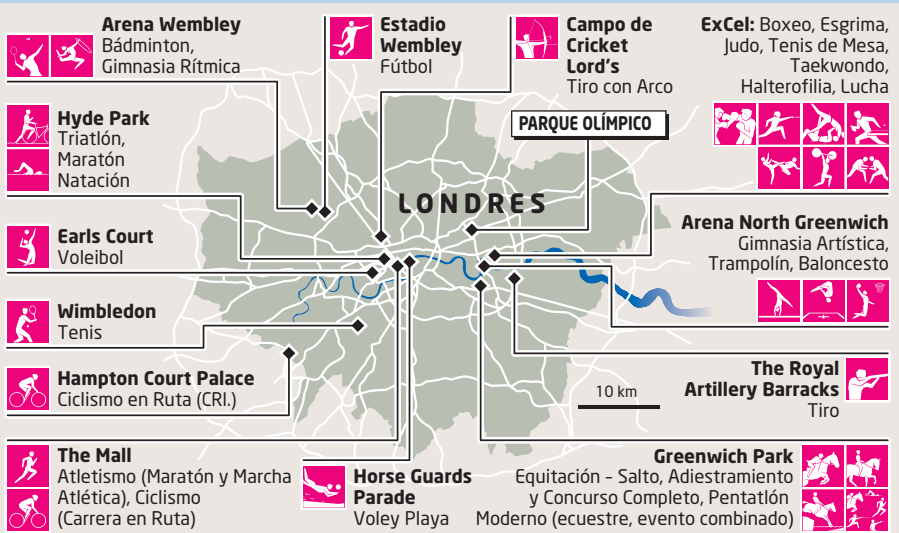 Arena Wembley
Bádminton,
Gimnasia Rítmica
Estadio
Wembley
Fútbol
Campo de
Cricket
Lord's
Tiro con Arco
ExCel: Boxeo, Esgrima,
Judo, Tenis de Mesa,
Taekwondo,
Halterofilia, Lucha
PARQUE OLÍMPICO
Hyde Park
Triatlón,
Maratón
Natación
LONDRES
Earls Court
Voleibol
Arena North Greenwich
Gimnasia Artística,
Trampolín, Baloncesto
Wimbledon
Tenis
Hampton Court Palace
Ciclismo en Ruta (CRI.)
10 km
The Royal
Artillery Barracks
Tiro
The Mall
Atletismo (Maratón y Marcha
Atlética), Ciclismo
(Carrera en Ruta)
Horse Guards
Parade
Voley Playa
Greenwich Park
Equitación – Salto, Adiestramiento
y Concurso Completo, Pentatlón
Moderno (ecuestre, evento combinado)